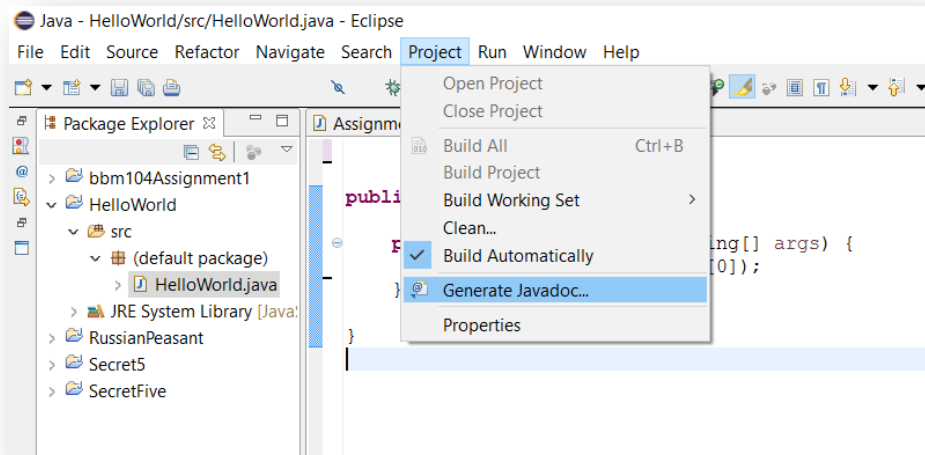 Java - HelloWorld/src/HelloWorld.java - Eclipse
File Edit Source Refactor Navigate Search Project Run Window Help
Package Explorer
bbm104Assignment1
HelloWorld
src
(default package)
HelloWorld.java
JRE System Library [Java
RussianPeasant
Secret5
SecretFive
Open Project
Close Project
Build All Ctrl+B
Build Project
Build Working Set
Clean...
Build Automatically
Generate Javadoc...
Properties
Assignm
publi
p ing[] args) {
[0]);
}
}